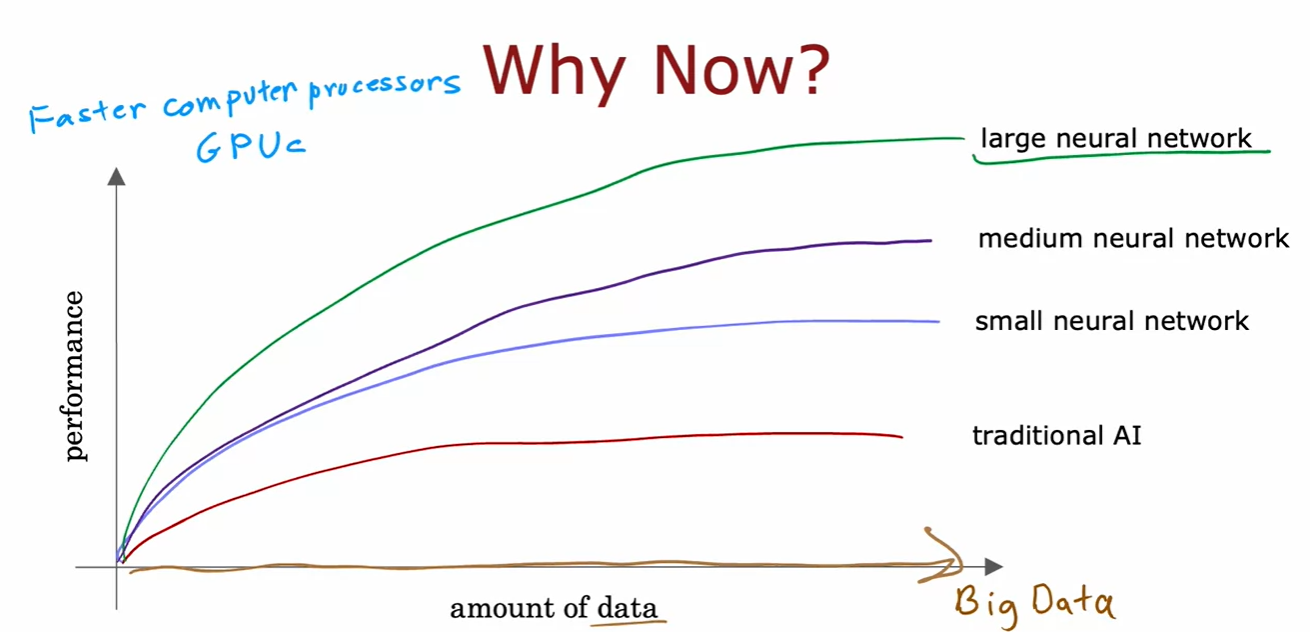 Why Now?
Faster computer processors
GPUs
large neural network
medium neural network
small neural network
traditional AI
performance
amount of data
Big Data